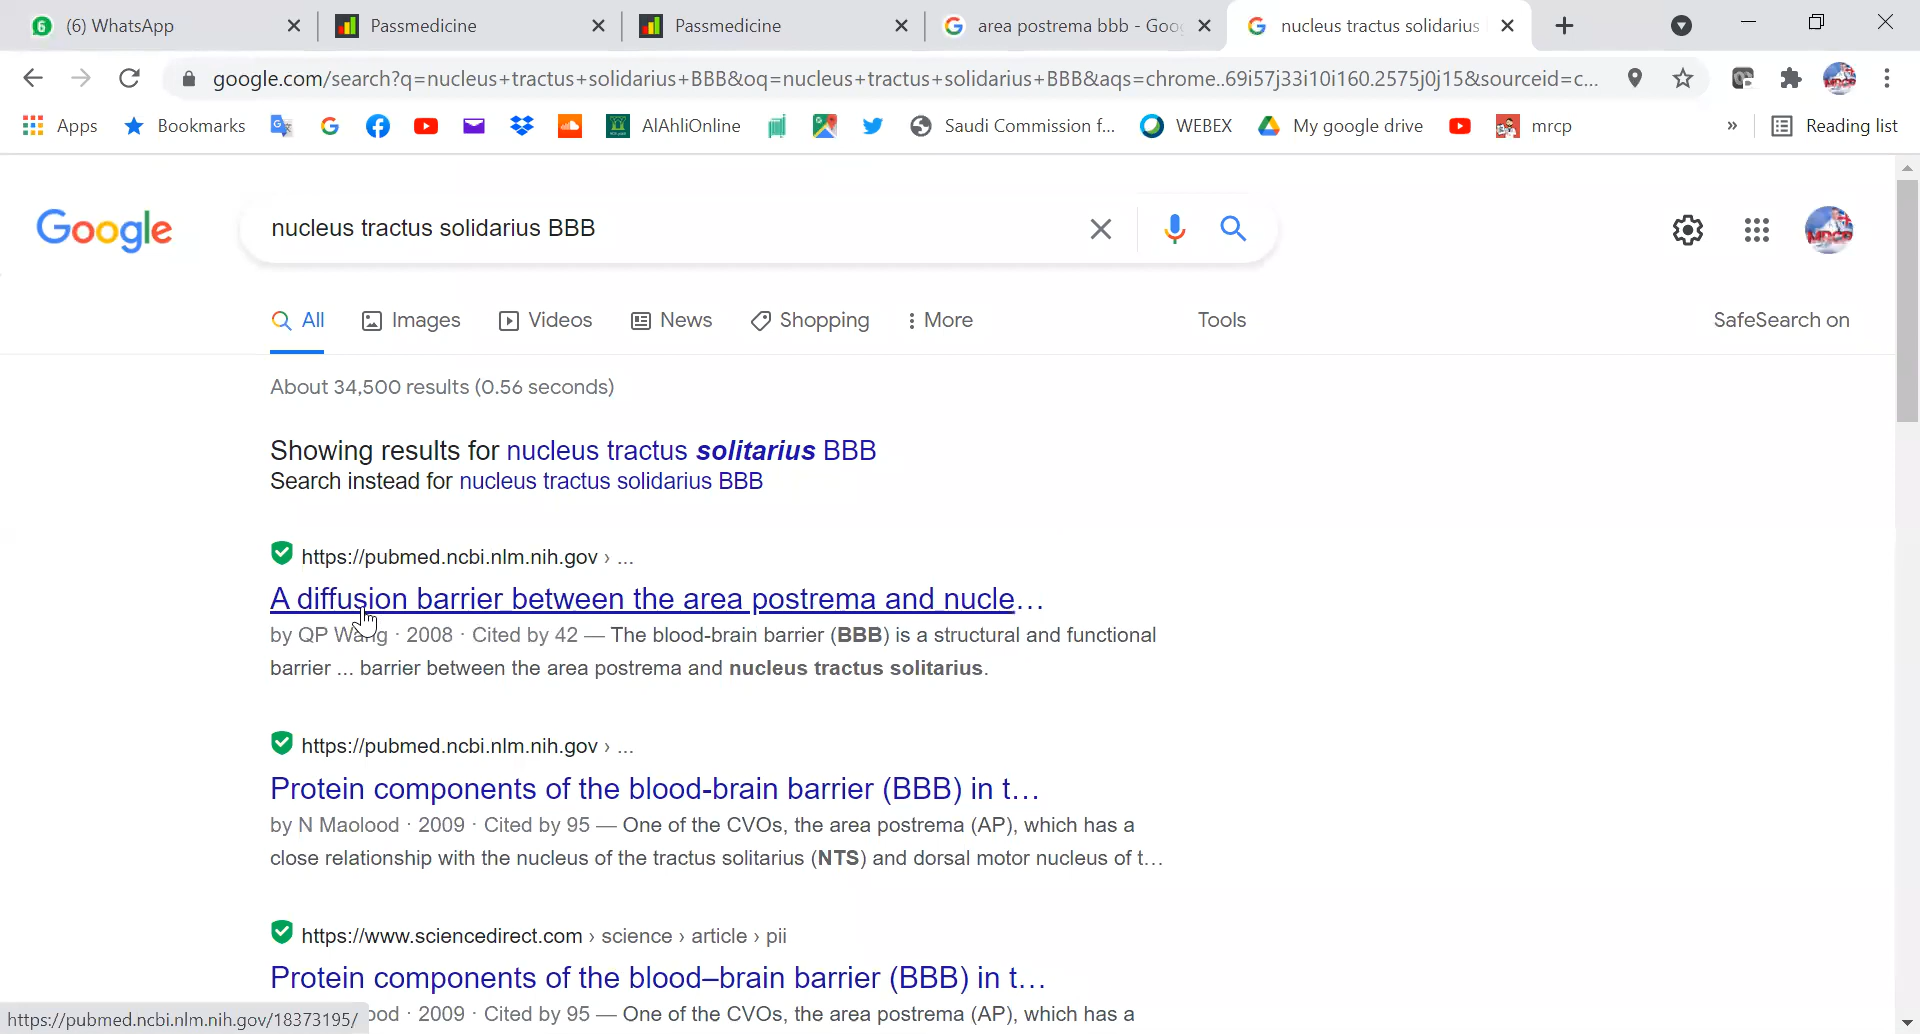 6 (6) WhatsApp
Passmedicine
Passmedicine
area postrema bbb - Goo
nucleus tractus solidarius
google.com/search?q=nucleus+tractus+solidarius+BBB&oq=nucleus+tractus+solidarius+BBB&aqs=chrome..69i57j33i10i160.2575j0j15&sourceid=c...
Apps
Bookmarks
AlAhliOnline
Saudi Commission f...
WEBEX
My google drive
mrcp
»
Reading list
Google
nucleus tractus solidarius BBB
MRCP
All
Images
Videos
News
Shopping
More
Tools
SafeSearch on
About 34,500 results (0.56 seconds)
Showing results for nucleus tractus solitarius BBB
Search instead for nucleus tractus solidarius BBB
https://pubmed.ncbi.nlm.nih.gov › ...
A diffusion barrier between the area postrema and nucle...
by QP Wang · 2008 · Cited by 42 — The blood-brain barrier (BBB) is a structural and functional
barrier ... barrier between the area postrema and nucleus tractus solitarius.
https://pubmed.ncbi.nlm.nih.gov › ...
Protein components of the blood-brain barrier (BBB) in t...
by N Maolood · 2009 · Cited by 95 — One of the CVOs, the area postrema (AP), which has a
close relationship with the nucleus of the tractus solitarius (NTS) and dorsal motor nucleus of t...
https://www.sciencedirect.com › science › article › pii
Protein components of the blood–brain barrier (BBB) in t...
ood · 2009 · Cited by 95 — One of the CVOs, the area postrema (AP), which has a
https://pubmed.ncbi.nlm.nih.gov/18373195/